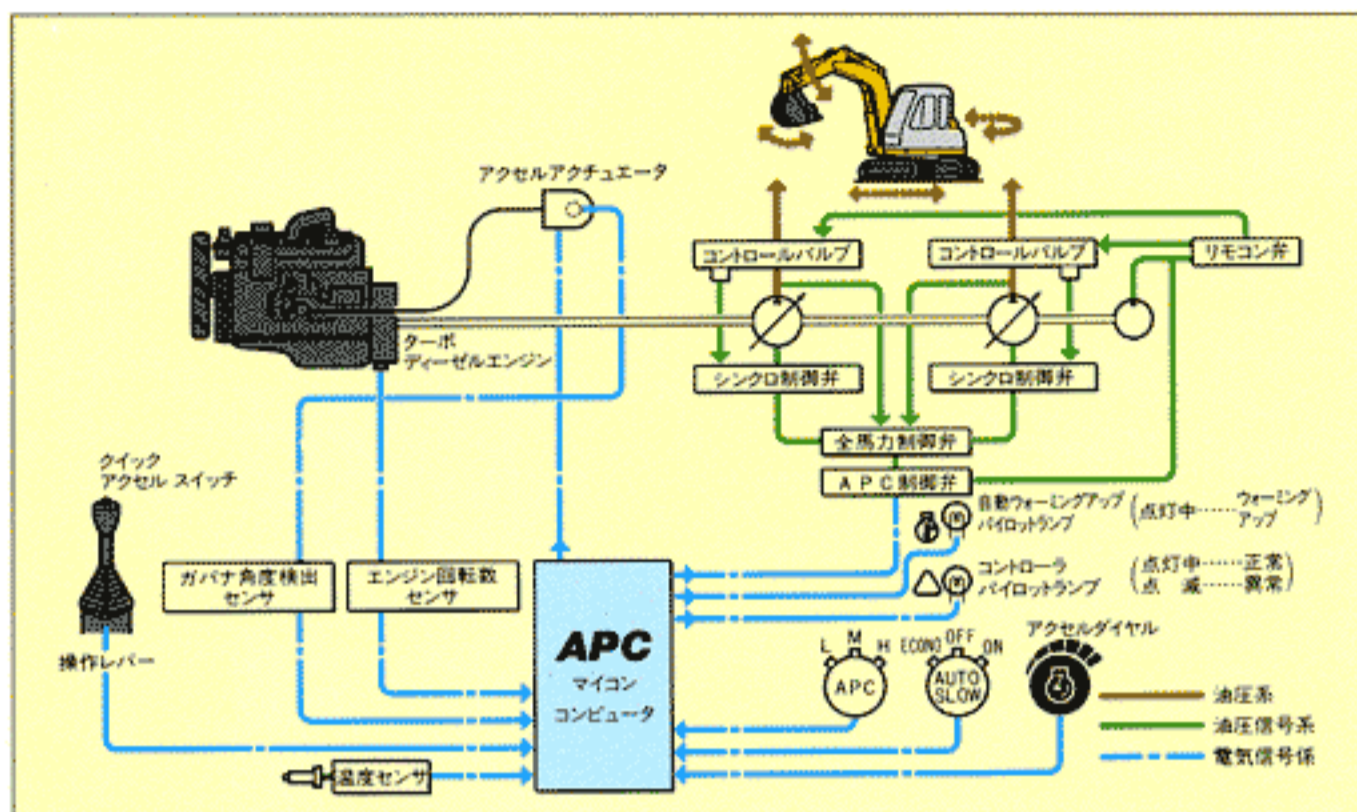 アクセルアクチュエータ
コントロールバルブ
コントロールバルブ
リモコン弁
ターボ
ディーゼルエンジン
シンクロ制御弁
シンクロ制御弁
全馬力制御弁
APC制御弁
クイック
アクセル スイッチ
自動ウォーミングアップ
パイロットランプ
(点灯中……ウォーミング
アップ)
ガバナ角度検出
センサ
エンジン回転数
センサ
コントローラ
パイロットランプ
(点灯中……正常
点 滅……異常)
操作レバー
APC
マイコン
コンピュータ
L M H
APC
ECONO OFF ON
AUTO
SLOW
アクセルダイヤル
油圧系
油圧信号系
電気信号係
温度センサ